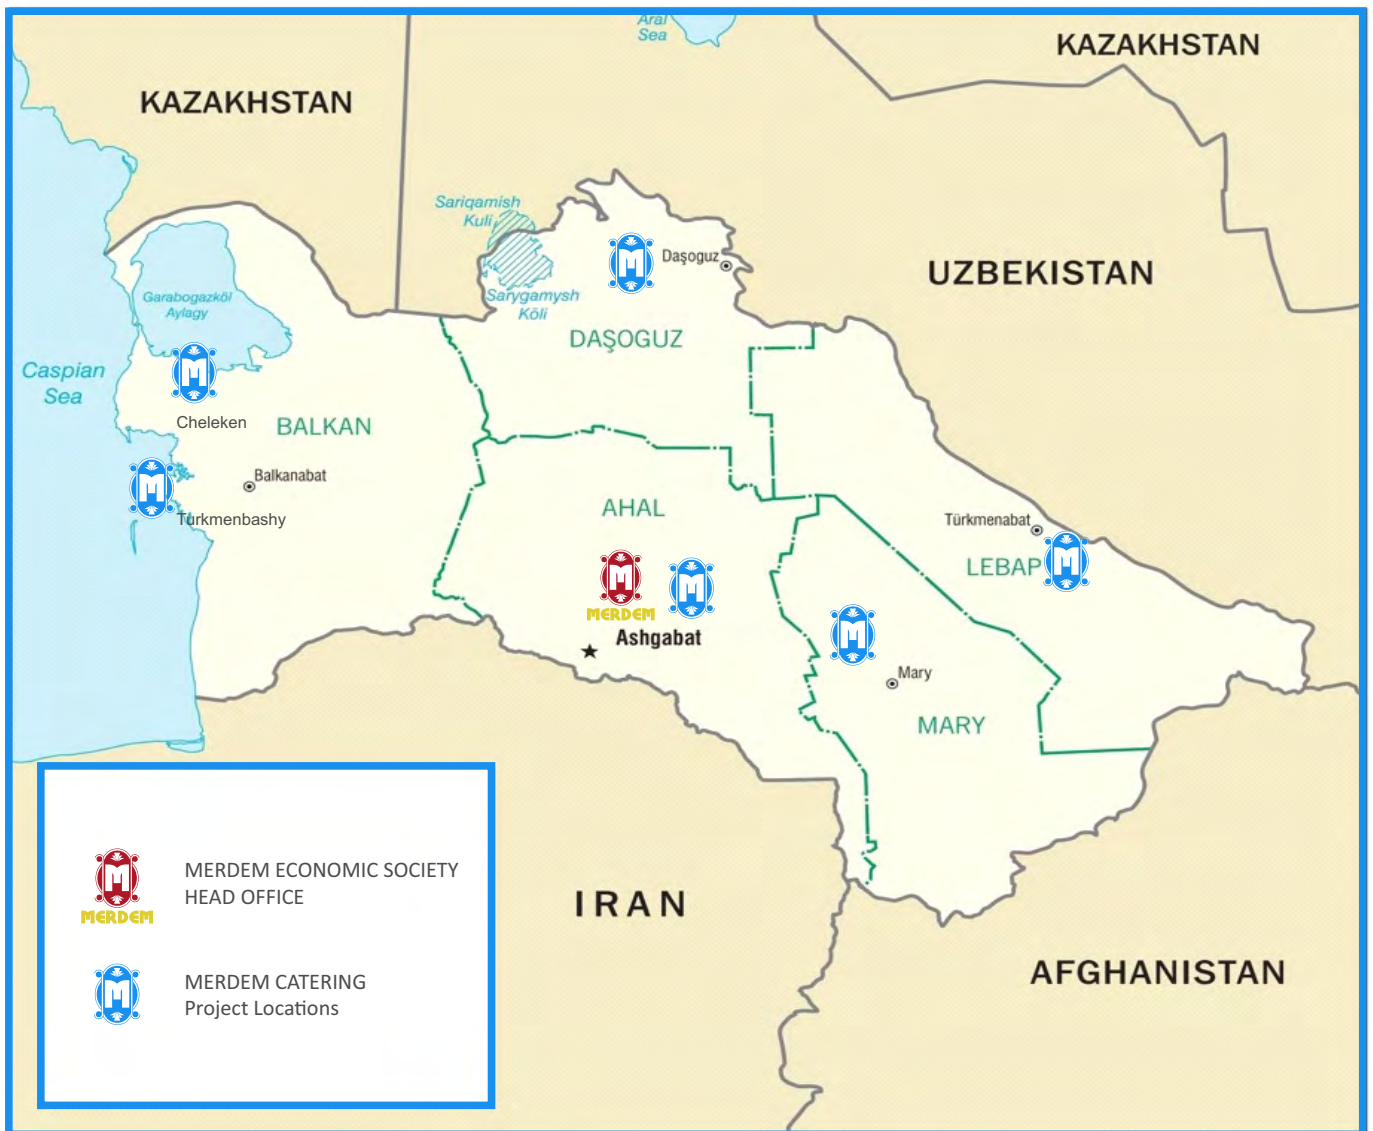 Aral
Sea
KAZAKHSTAN
KAZAKHSTAN
Sariqamish
Kuli
Daşoguz
UZBEKISTAN
Garabogazköl
Aylagy
Sarygamysh
Köli
DAŞOGUZ
Caspian
Sea
Cheleken
BALKAN
Balkanabat
Turkmenbashy
AHAL
Türkmenabat
LEBAP
MERDEM
Ashgabat
Mary
MARY
MERDEM ECONOMIC SOCIETY
HEAD OFFICE
MERDEM
IRAN
AFGHANISTAN
MERDEM CATERING
Project Locations